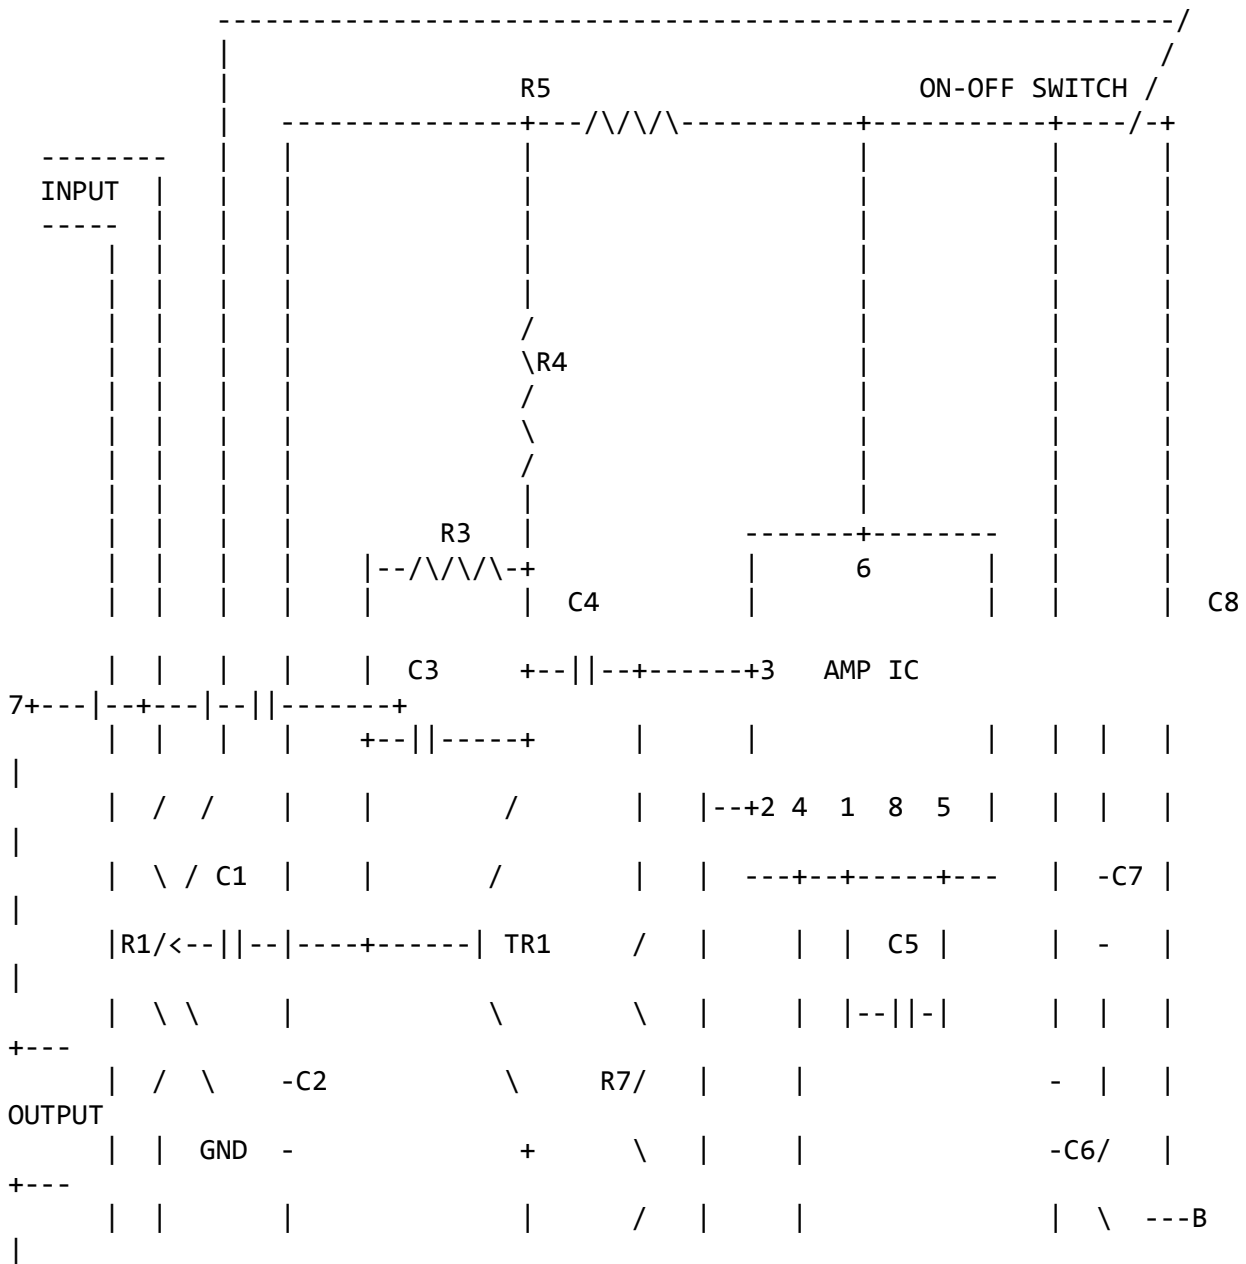 ------------------------------------------------------------/
|                                                          /
|                  R5                       ON-OFF SWITCH /
|   ---------------+---/\/\/\-----------+-----------+----/-+
--------   |   |              |                    |           |      |
INPUT  |   |   |              |                    |           |      |
-----  |   |   |              |                    |           |      |
|  |   |   |              |                    |           |      |
|  |   |   |              |                    |           |      |
|  |   |   |              /                    |           |      |
|  |   |   |              \R4                  |           |      |
|  |   |   |              /                    |           |      |
|  |   |   |              \                    |           |      |
|  |   |   |              /                    |           |      |
|  |   |   |              |                    |           |      |
|  |   |   |         R3   |             -------+--------   |      |
|  |   |   |    |--/\/\/\-+             |      6       |   |      |
|  |   |   |    |         |  C4         |              |   |      |  C8
|  |   |   |    |  C3     +--||--+------+3   AMP IC
7+---|--+---|--||-------+
|  |   |   |    +--||-----+      |      |              |   |  |   |
|
|  /  /    |    |        /       |   |--+2 4  1  8  5  |   |  |   |
|
|  \ / C1  |    |       /        |   |  ---+--+-----+---   |  -C7 |
|
|R1/<--||--|----+------| TR1     /   |     |  |  C5 |      |  -   |
|
|  \ \     |            \        \   |     |  |--||-|      |  |   |
+---
|  /  \    -C2           \     R7/   |     |               -  |   |
OUTPUT
|  |  GND  -              +      \   |     |               -C6/   |
+---
|  |       |              |      /   |     |               |  \  ---B
|